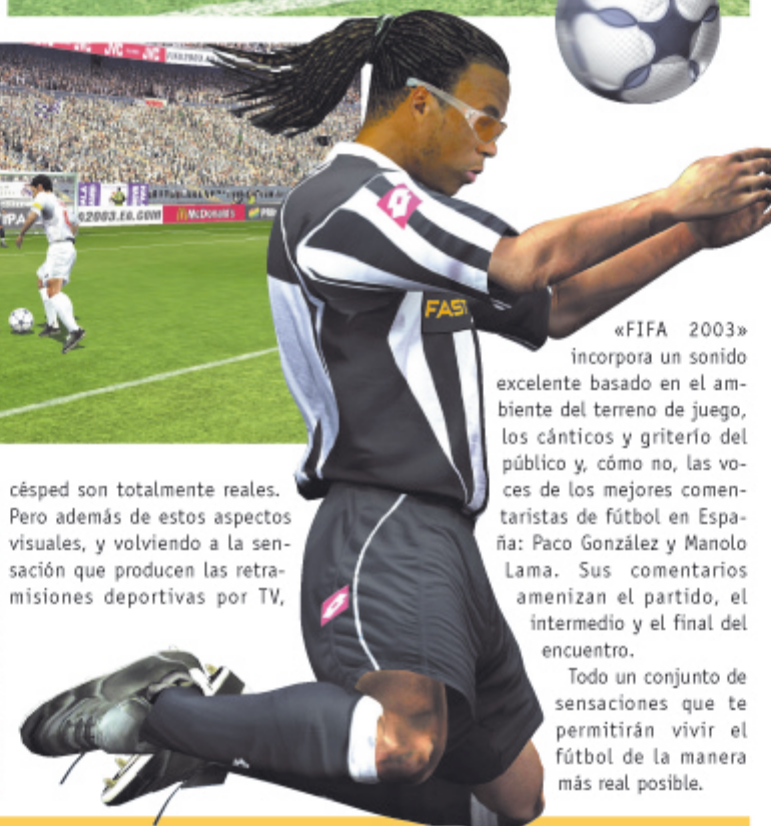 JVC JVC JVC
McDonald's
FAST
césped son totalmente reales.
Pero además de estos aspectos
visuales, y volviendo a la sen-
sación que producen las retra-
misiones deportivas por TV,
«FIFA 2003»
incorpora un sonido
excelente basado en el am-
biente del terreno de juego,
los cánticos y griterío del
público y, cómo no, las vo-
ces de los mejores comen-
taristas de fútbol en Espa-
ña: Paco González y Manolo
Lama. Sus comentarios
amenizan el partido, el
intermedio y el final del
encuentro.
Todo un conjunto de
sensaciones que te
permitirán vivir el
fútbol de la manera
más real posible.